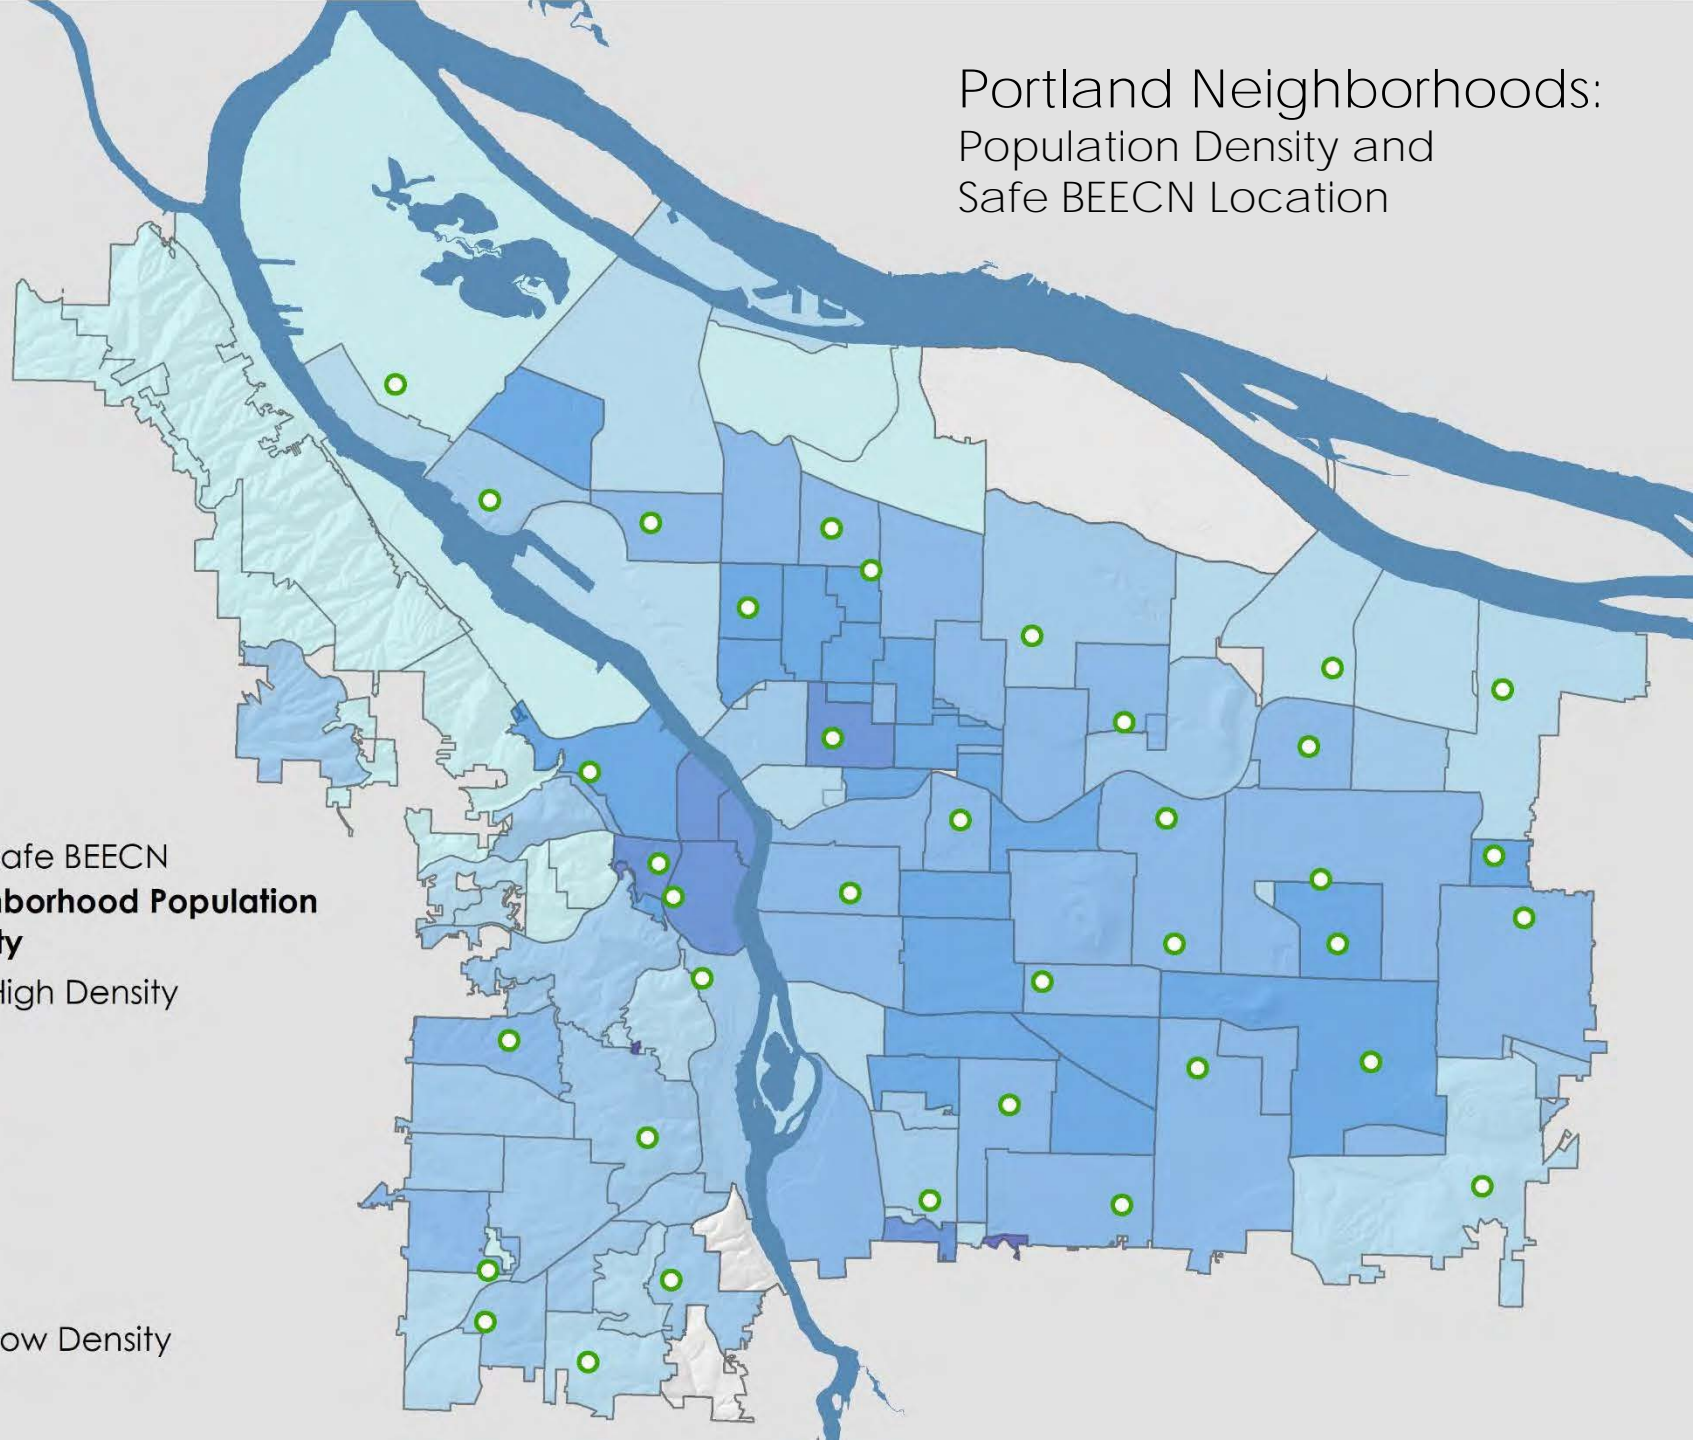 Portland Neighborhoods:
Population Density and
Safe BEECN Location
afe BEECN
borhood Population
ty
High Density
ow Density